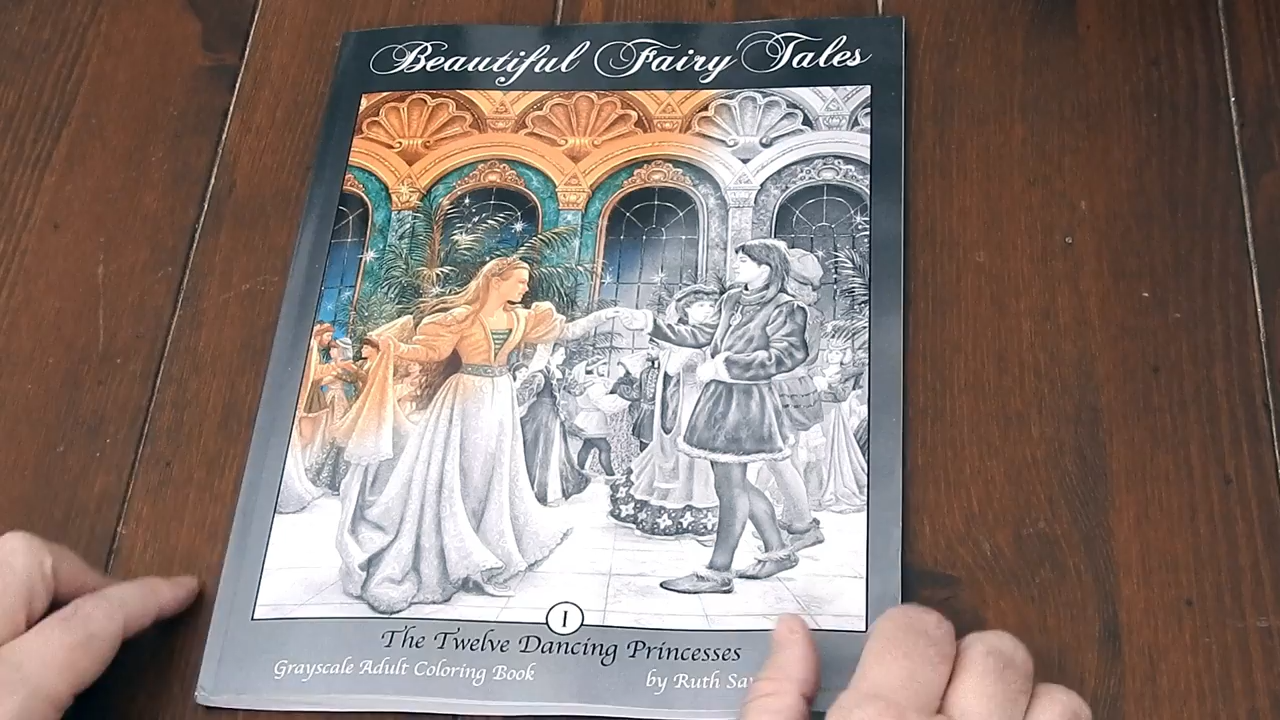 Beautiful Fairy Tales
1
The Twelve Dancing Princesses
Grayscale Adult Coloring Book
by Ruth